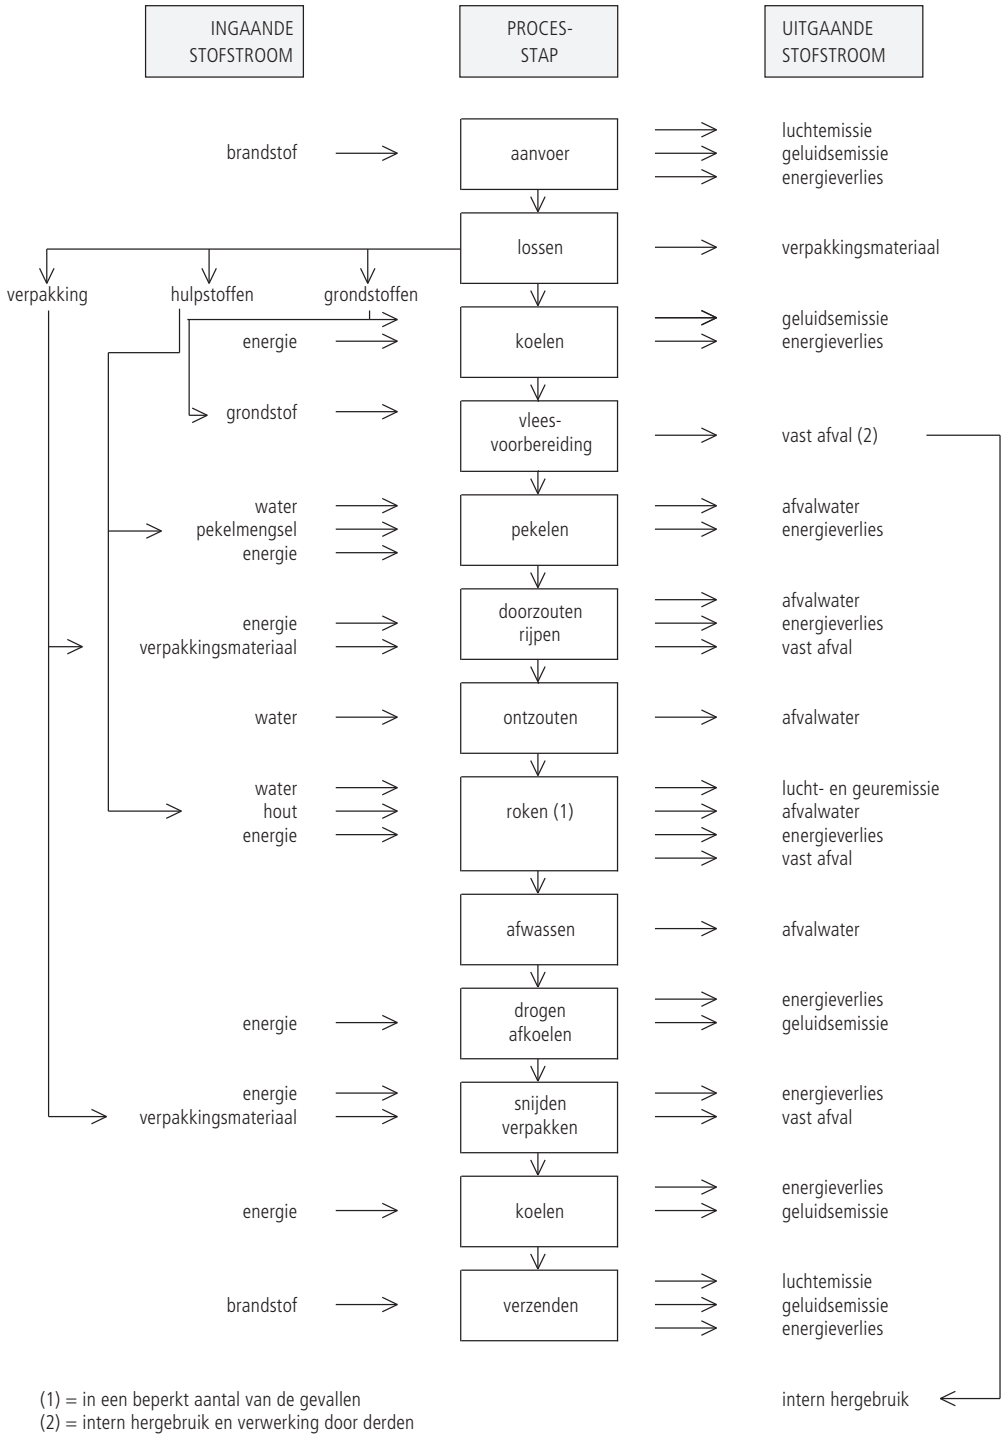 INGAANDE
STOFSTROOM
PROCES-
STAP
UITGAANDE
STOFSTROOM
brandstof
aanvoer
luchtemissie
geluidsemissie
energieverlies
lossen
verpakkingsmateriaal
verpakking
hulpstoffen
grondstoffen
energie
koelen
geluidsemissie
energieverlies
grondstof
vlees-
voorbereiding
vast afval (2)
water
pekelmengsel
energie
pekelen
afvalwater
energieverlies
energie
verpakkingsmateriaal
doorzouten
rijpen
afvalwater
energieverlies
vast afval
water
ontzouten
afvalwater
water
hout
energie
roken (1)
lucht- en geuremissie
afvalwater
energieverlies
vast afval
afwassen
afvalwater
energie
drogen
afkoelen
energieverlies
geluidsemissie
energie
verpakkingsmateriaal
snijden
verpakken
energieverlies
vast afval
energie
koelen
energieverlies
geluidsemissie
brandstof
verzenden
luchtemissie
geluidsemissie
energieverlies
intern hergebruik
(1) = in een beperkt aantal van de gevallen
(2) = intern hergebruik en verwerking door derden